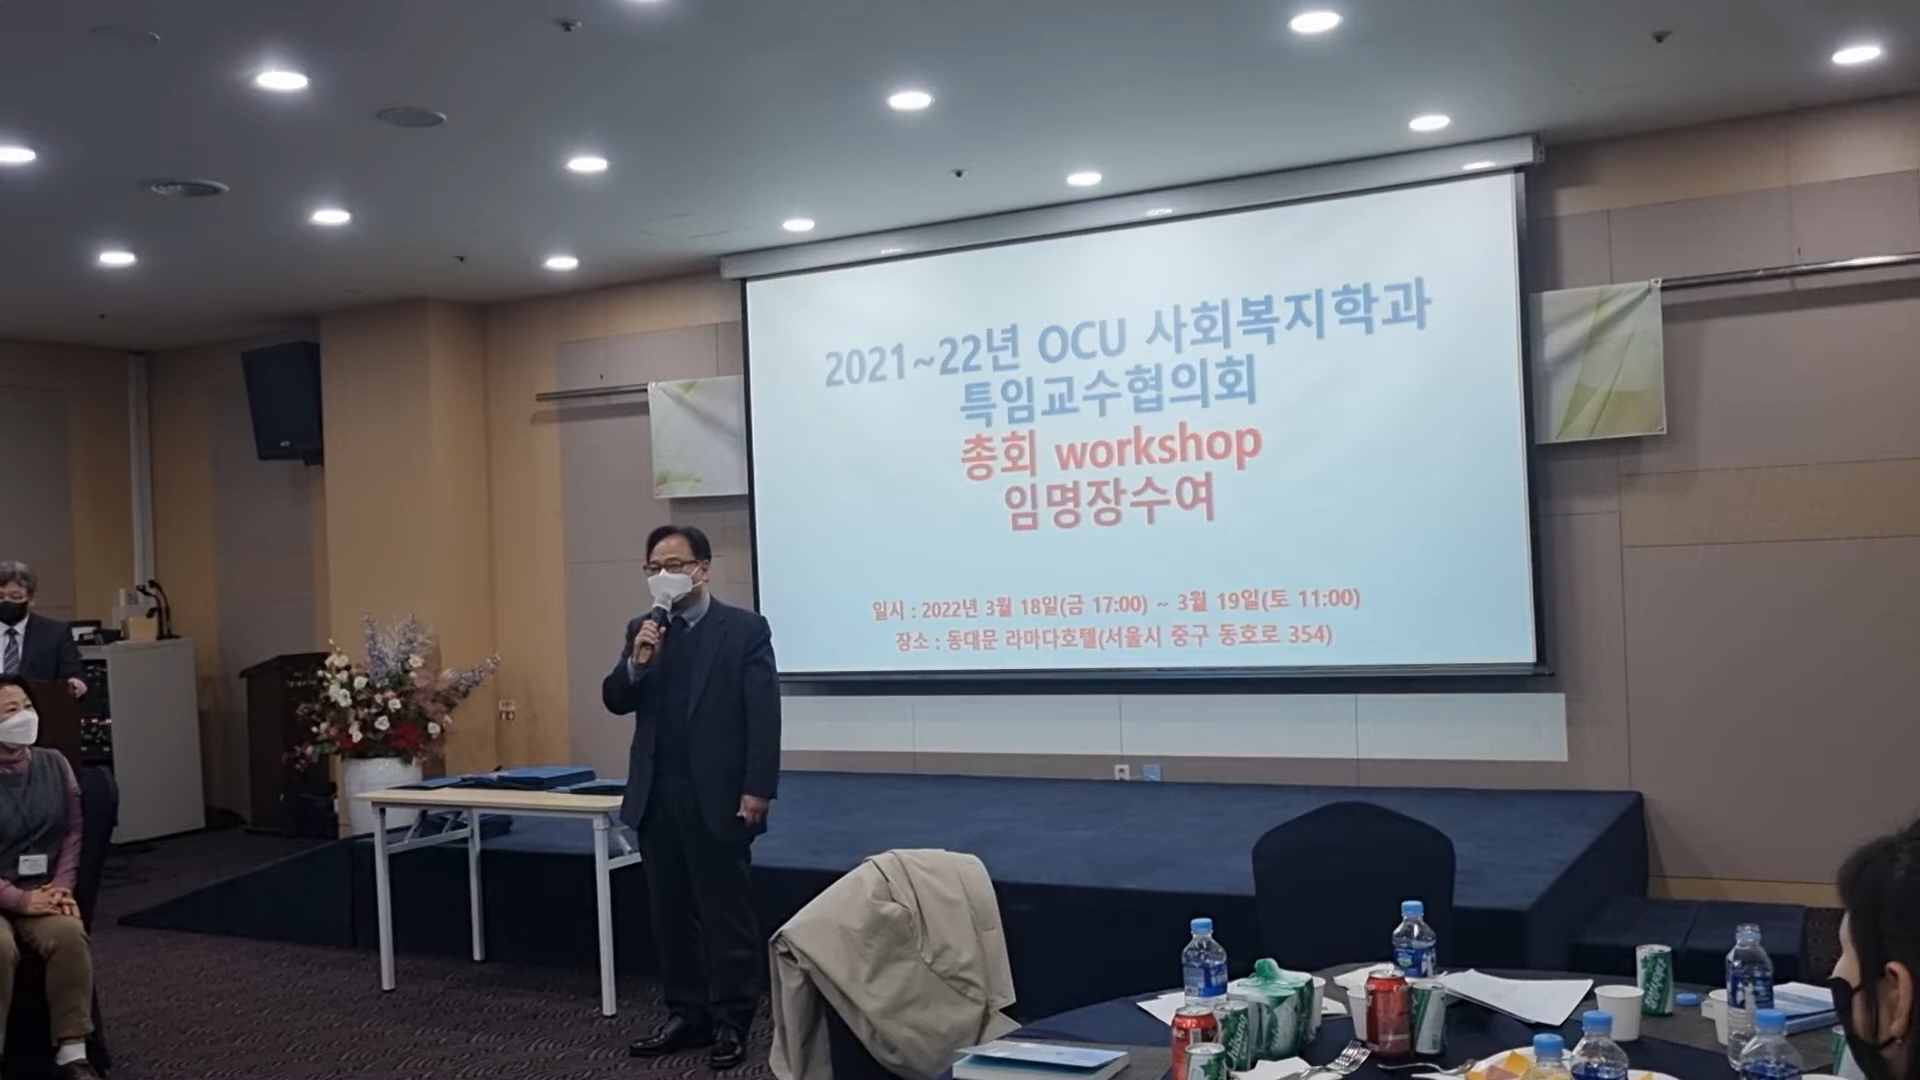 2021~22년 OCU 사회복지학과
특임교수협의회
총회 workshop
임명장수여
일시 : 2022년 3월 18일(금 17:00) ~ 3월 19일(토 11:00)
장소 : 동대문 라마다호텔(서울시 중구 동호로 354)